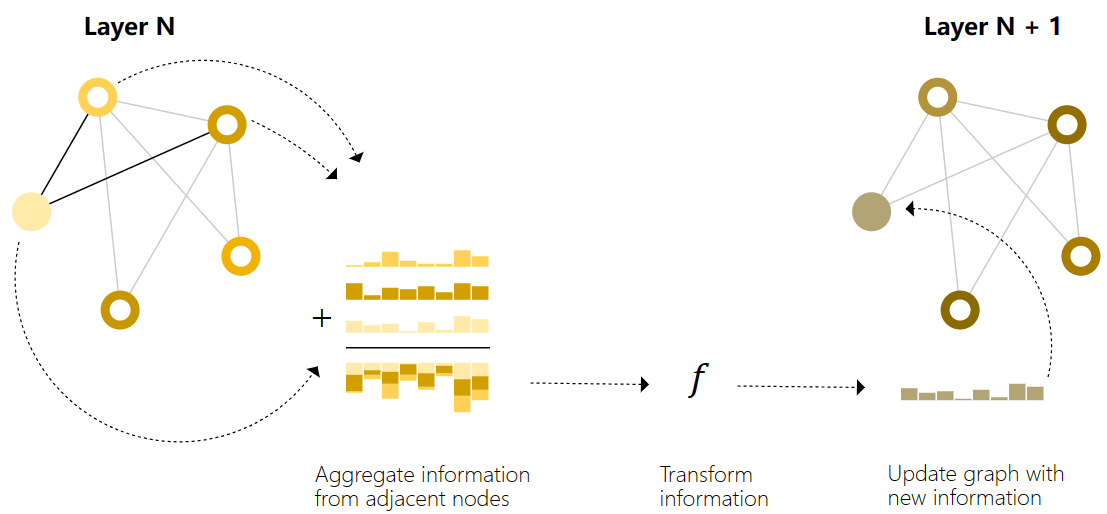 Layer N
Layer N + 1
+
f
Aggregate information
from adjacent nodes
Transform
information
Update graph with
new information